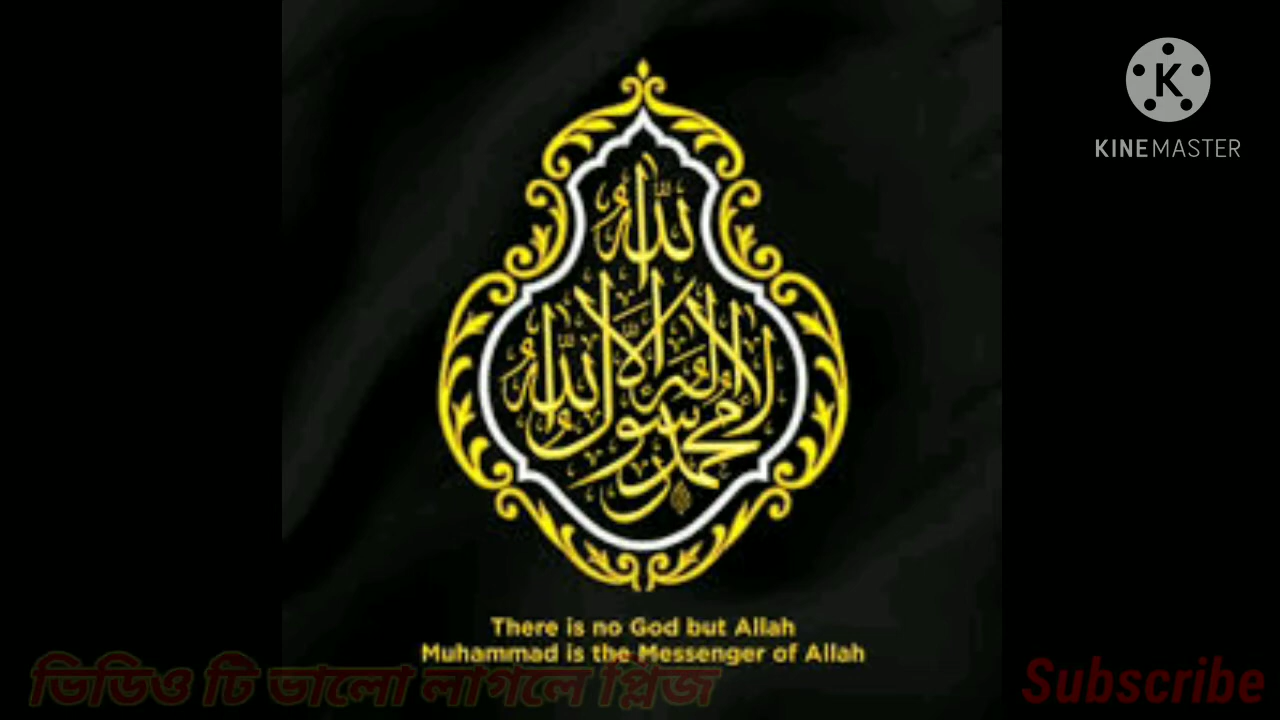 KINEMASTER
لا إله إلا الله محمد رسول الله
There is no God but Allah
Muhammad is the Messenger of Allah
ভিডিও টি ভালো লাগলে প্লিজ Subscribe